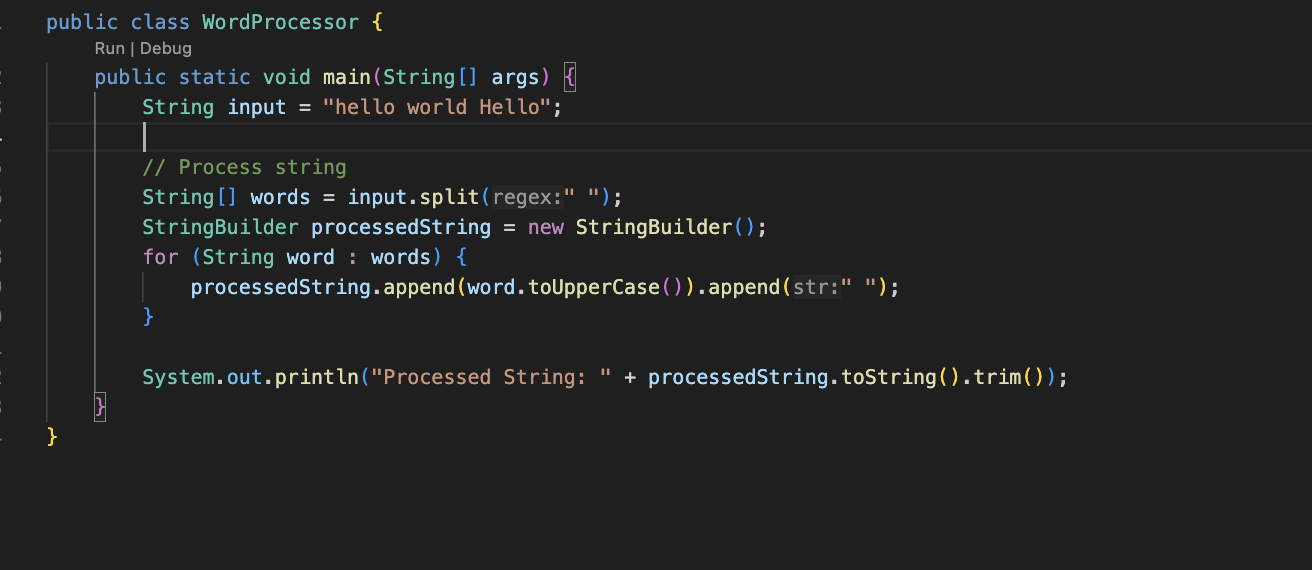 public class WordProcessor {
Run | Debug
public static void main(String[] args) {
String input = "hello world Hello";
// Process string
String[] words = input.split(regex:" ");
StringBuilder processedString = new StringBuilder();
for (String word : words) {
processedString.append(word.toUpperCase()).append(str:" ");
}
System.out.println("Processed String: " + processedString.toString().trim());
}
}